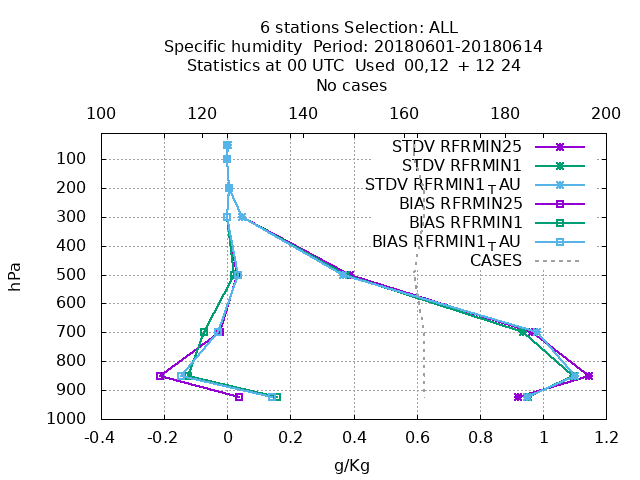 6 stations Selection: ALL
Specific humidity  Period: 20180601-20180614
Statistics at 00 UTC  Used  00,12  + 12 24
No cases
100 120 140 160 180 200
STDV RFRMIN25
STDV RFRMIN1
STDV RFRMIN1TAU
BIAS RFRMIN25
BIAS RFRMIN1
BIAS RFRMIN1TAU
CASES
hPa
100
200
300
400
500
600
700
800
900
1000
-0.4 -0.2 0 0.2 0.4 0.6 0.8 1 1.2
g/Kg